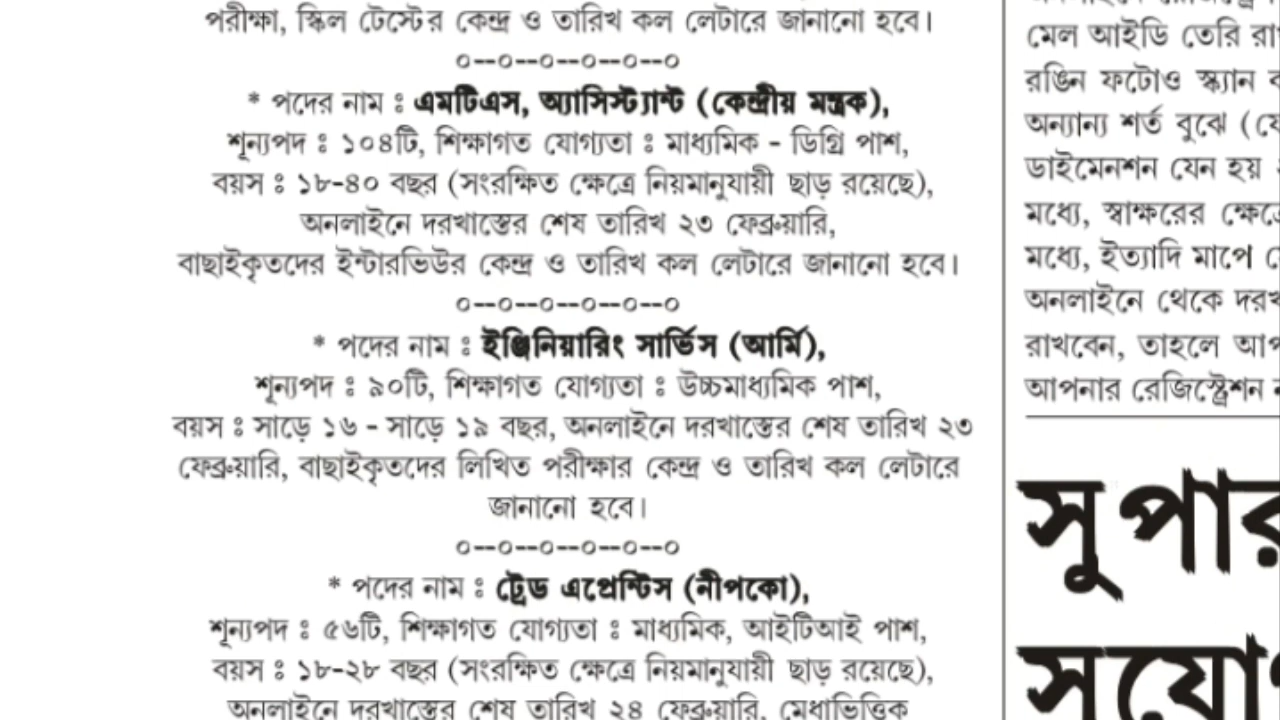 পরীক্ষা, স্কিল টেস্টের কেন্দ্র ও তারিখ কল লেটারে জানানো হবে।
০--০--০--০--০--০
* পদের নাম ঃ এমটিএস, অ্যাসিস্ট্যান্ট (কেন্দ্রীয় মন্ত্রক),
শূন্যপদ ঃ ১০৪টি, শিক্ষাগত যোগ্যতা ঃ মাধ্যমিক - ডিগ্রি পাশ,
বয়স ঃ ১৮-৪০ বছর (সংরক্ষিত ক্ষেত্রে নিয়মানুযায়ী ছাড় রয়েছে),
অনলাইনে দরখাস্তের শেষ তারিখ ২৩ ফেব্রুয়ারি,
বাছাইকৃতদের ইন্টারভিউর কেন্দ্র ও তারিখ কল লেটারে জানানো হবে।
০--০--০--০--০--০
* পদের নাম ঃ ইঞ্জিনিয়ারিং সার্ভিস (আর্মি),
শূন্যপদ ঃ ৯০টি, শিক্ষাগত যোগ্যতা ঃ উচ্চমাধ্যমিক পাশ,
বয়স ঃ সাড়ে ১৬ - সাড়ে ১৯ বছর, অনলাইনে দরখাস্তের শেষ তারিখ ২৩
ফেব্রুয়ারি, বাছাইকৃতদের লিখিত পরীক্ষার কেন্দ্র ও তারিখ কল লেটারে
জানানো হবে।
০--০--০--০--০--০
* পদের নাম ঃ ট্রেড এপ্রেন্টিস (নীপকো),
শূন্যপদ ঃ ৫৬টি, শিক্ষাগত যোগ্যতা ঃ মাধ্যমিক, আইটিআই পাশ,
বয়স ঃ ১৮-২৮ বছর (সংরক্ষিত ক্ষেত্রে নিয়মানুযায়ী ছাড় রয়েছে),
অনলাইনে দরখাস্তের শেষ তারিখ ২৪ ফেব্রুয়ারি, মেধাভিত্তিক
মেল আইডি তেরি
রঙিন ফটোও স্ক্যান
অন্যান্য শর্ত বুঝে
ডাইমেনশন যেন হয়
মধ্যে, স্বাক্ষরের
মধ্যে, ইত্যাদি মাপে
অনলাইনে থেকে
রাখবেন, তাহলে
আপনার রেজিস্ট্রেশন
সুপার